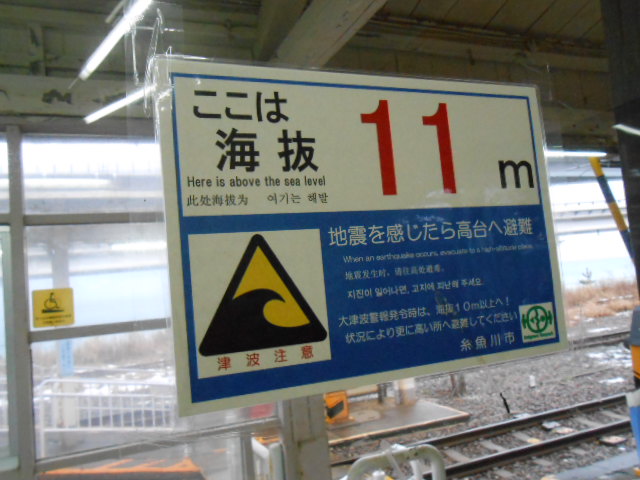 ここは
海抜
11m
Here is above the sea level
此处海拔为 여기는 해발
地震を感じたら高台へ避難
When an earthquake occurs, evacuate to a high-altitude place.
地震发生时，请往高处避难。
지진이 일어나면, 고지에 피난해 주세요.
大津波警報発令時は、海抜10m以上へ!
状況により更に高い所へ避難してください
津波注意
糸魚川市